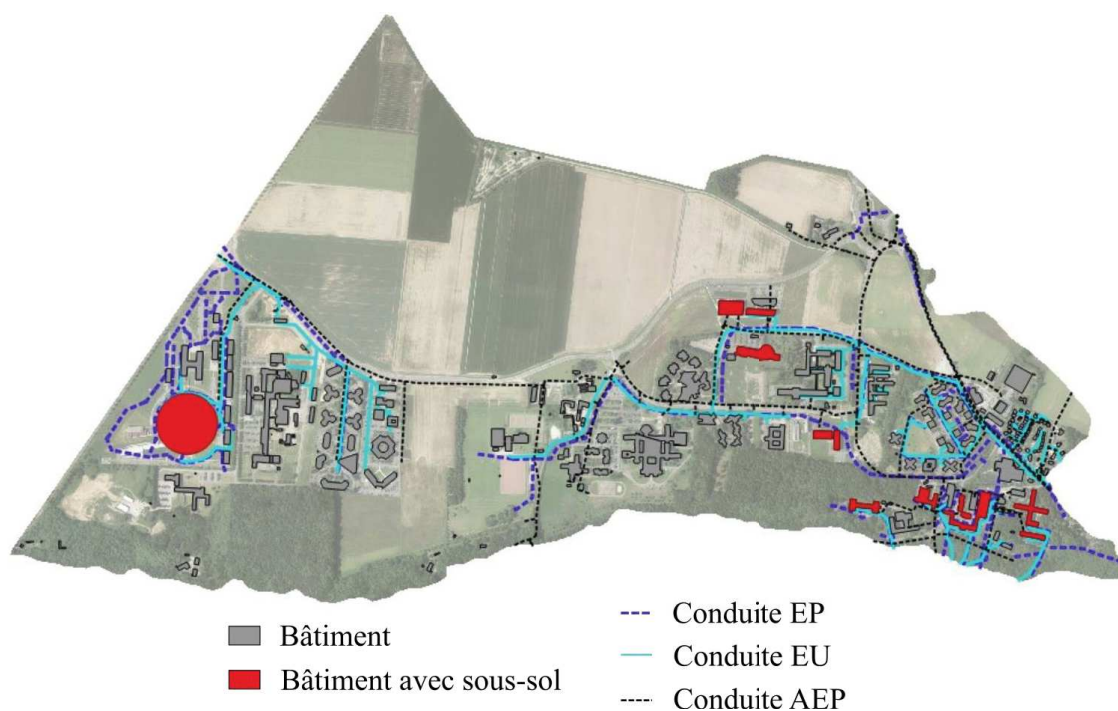 Bâtiment
Bâtiment avec sous-sol
Conduite EP
Conduite EU
Conduite AEP